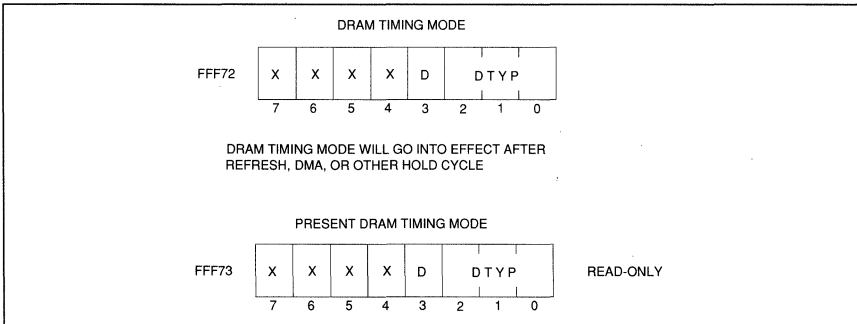 DRAM TIMING MODE
FFF72 X X X X D D T Y P
7 6 5 4 3 2 1 0
DRAM TIMING MODE WILL GO INTO EFFECT AFTER
REFRESH, DMA, OR OTHER HOLD CYCLE
PRESENT DRAM TIMING MODE
FFF73 X X X X D D T Y P READ-ONLY
7 6 5 4 3 2 1 0